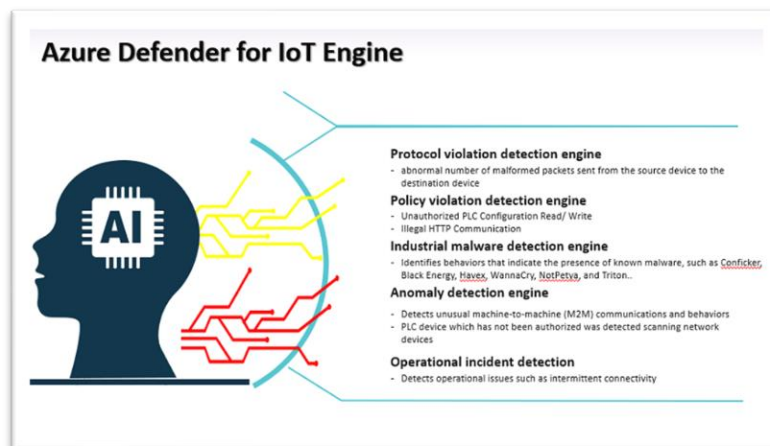 Azure Defender for IoT Engine
AI
Protocol violation detection engine
- abnormal number of malformed packets sent from the source device to the
destination device
Policy violation detection engine
- Unauthorized PLC Configuration Read/ Write
- Illegal HTTP Communication
Industrial malware detection engine
- Identifies behaviors that indicate the presence of known malware, such as Conficker,
Black Energy, Havex, WannaCry, NotPetya, and Triton..
Anomaly detection engine
- Detects unusual machine-to-machine (M2M) communications and behaviors
- PLC device which has not been authorized was detected scanning network
devices
Operational incident detection
- Detects operational issues such as intermittent connectivity